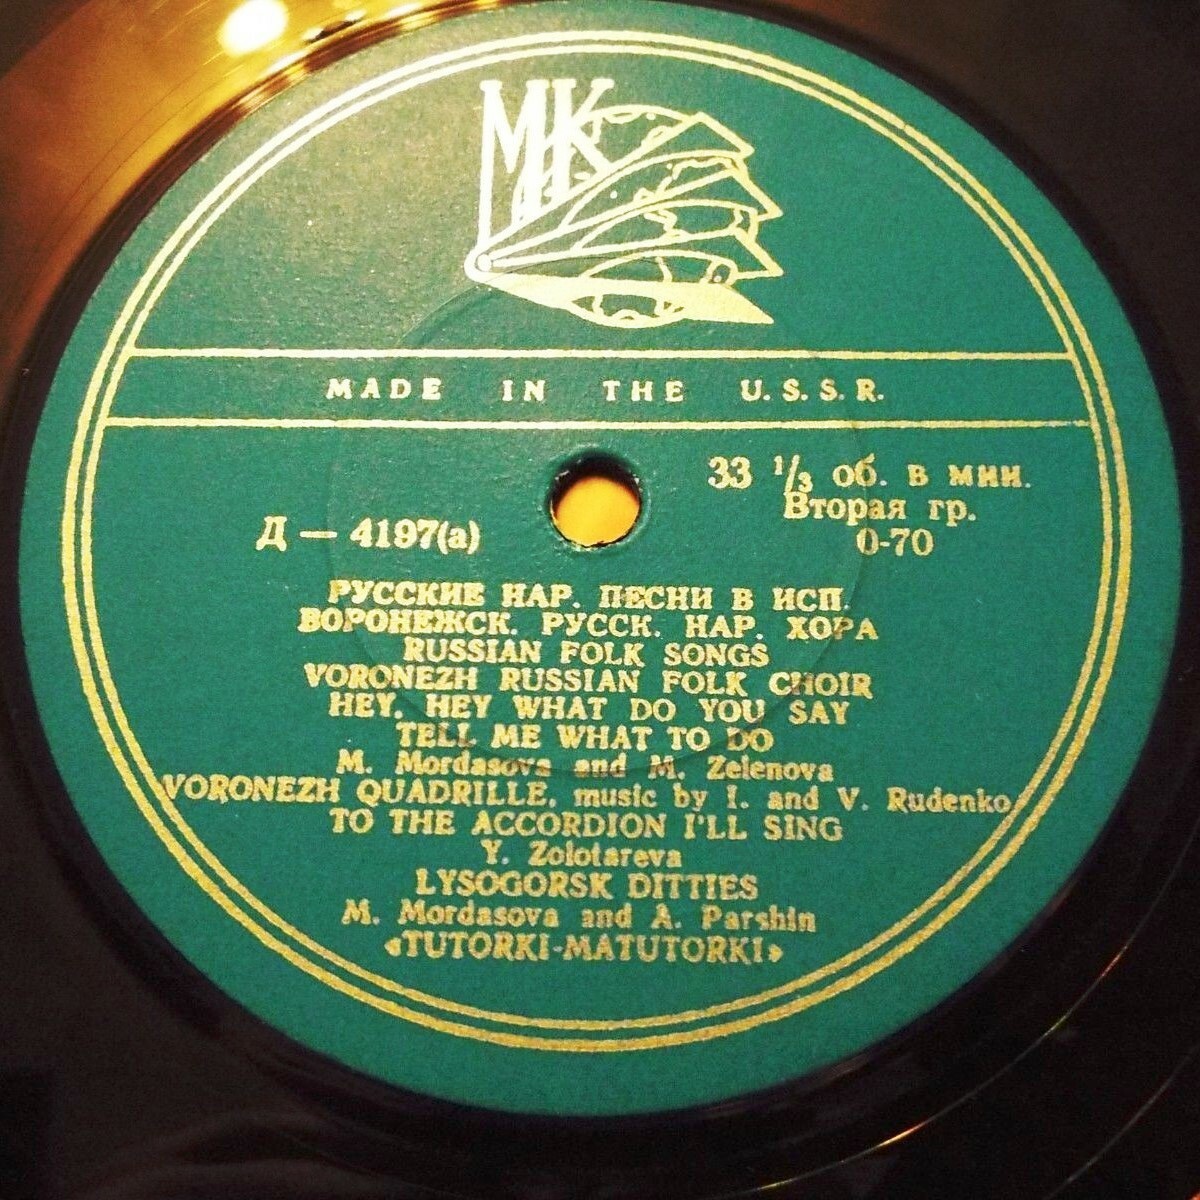 МК
MADE IN THE U.S.S.R.
33 1/3 об. в мин.
Вторая гр.
Д — 4197(а)
0-70
РУССКИЕ НАР. ПЕСНИ В ИСП.
ВОРОНЕЖСК. РУССК. НАР. ХОРА
RUSSIAN FOLK SONGS
VORONEZH RUSSIAN FOLK CHOIR
HEY, HEY WHAT DO YOU SAY
TELL ME WHAT TO DO
M. Mordasova and M. Zelenova
VORONEZH QUADRILLE, music by I. and V. Rudenko
TO THE ACCORDION I'LL SING
Y. Zolotareva
LYSOGORSK DITTIES
M. Mordasova and A. Parshin
«TUTORKI-MATUTORKI»